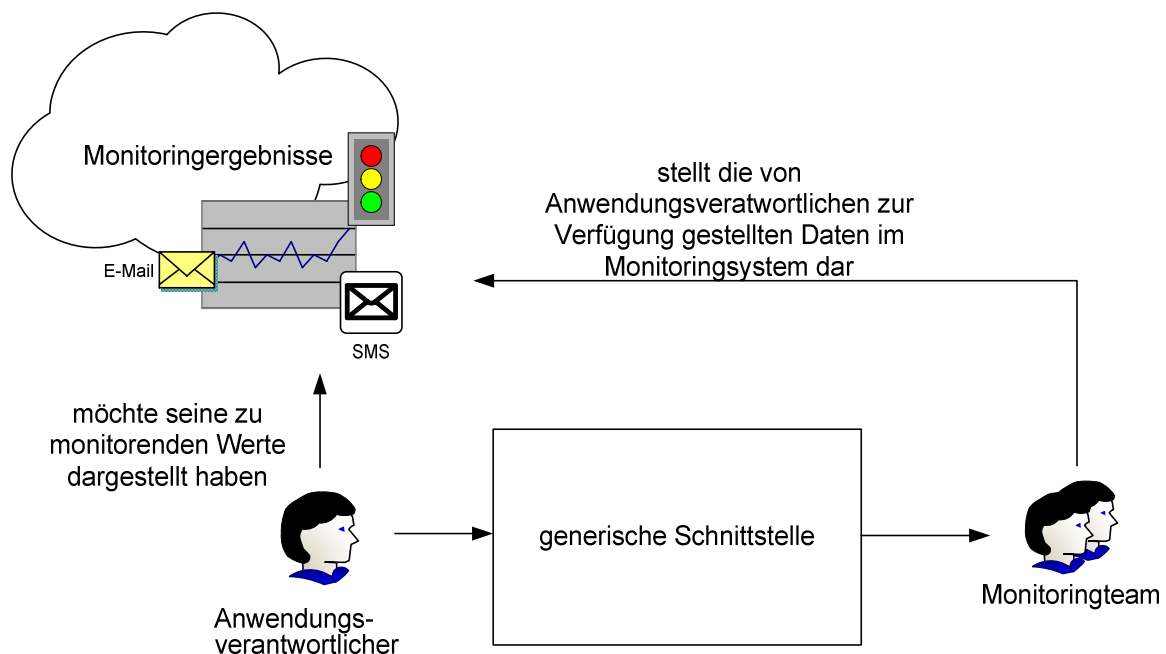 Monitoringergebnisse
E-Mail
SMS
stellt die von
Anwendungsveratwortlichen zur
Verfügung gestellten Daten im
Monitoringsystem dar
möchte seine zu
monitorenden Werte
dargestellt haben
generische Schnittstelle
Anwendungs-
verantwortlicher
Monitoringteam